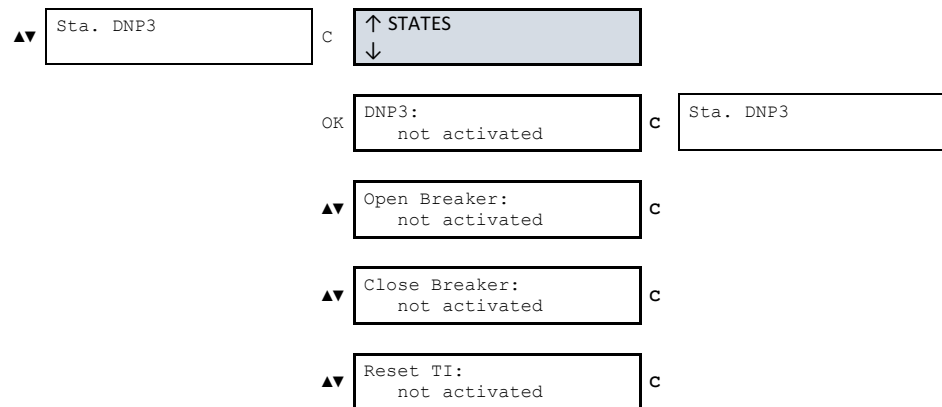 ▲▼ Sta. DNP3 C ↑ STATES
↓
OK DNP3: C Sta. DNP3
not activated
▲▼ Open Breaker: C
not activated
▲▼ Close Breaker: C
not activated
▲▼ Reset TI: C
not activated